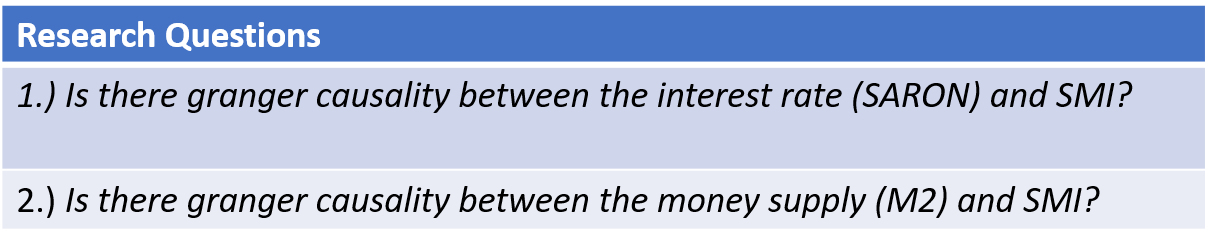 Research Questions
1.) Is there granger causality between the interest rate (SARON) and SMI?
2.) Is there granger causality between the money supply (M2) and SMI?